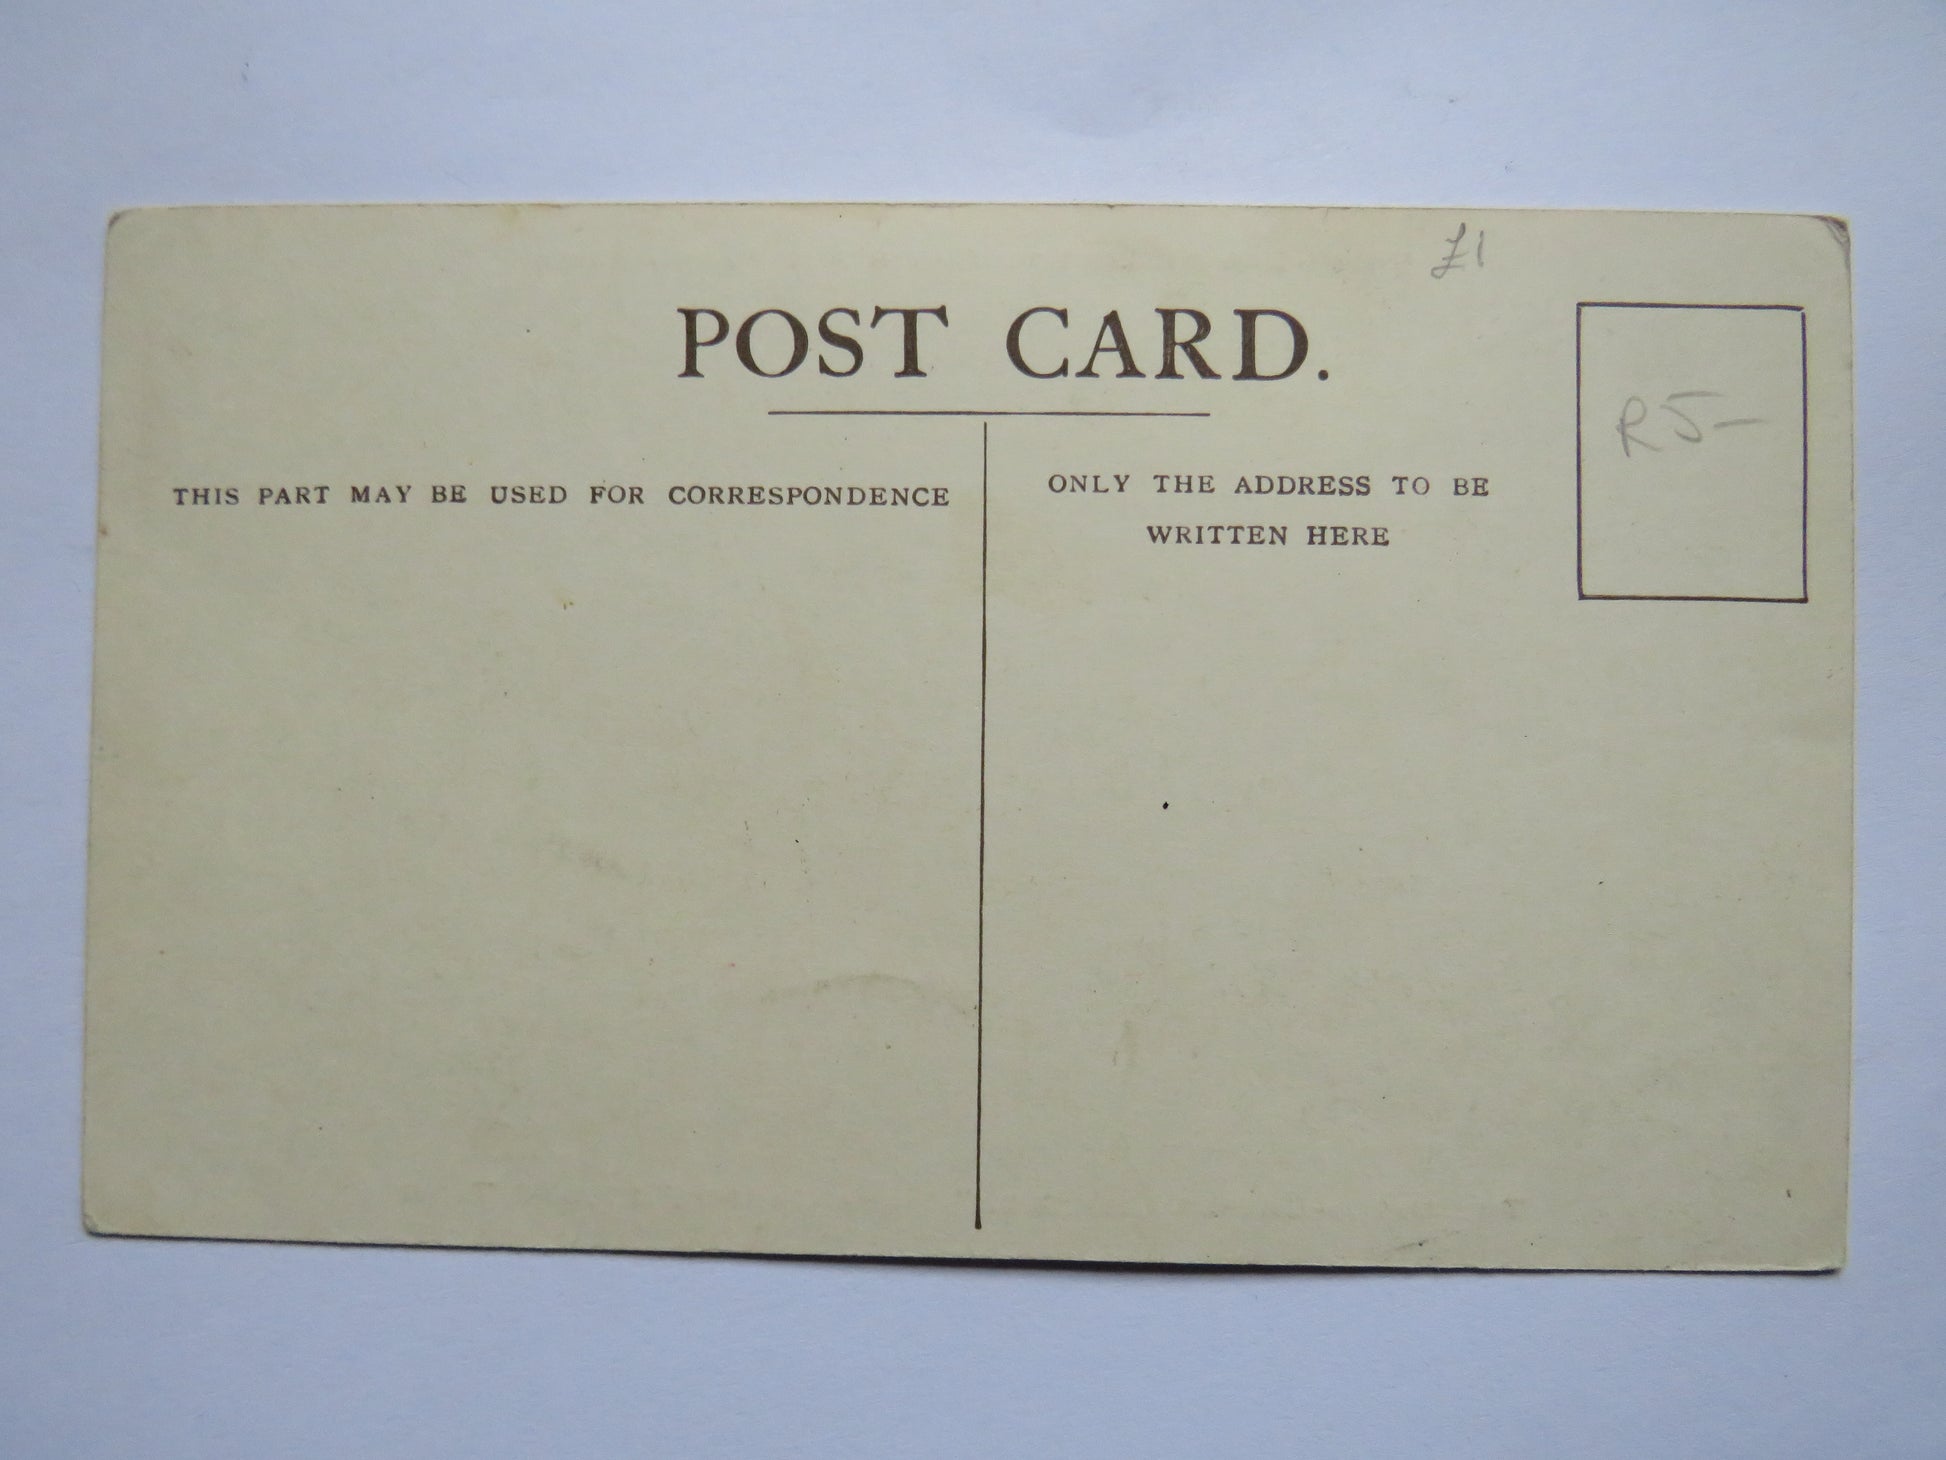 £1
POST CARD.
R5-
THIS PART MAY BE USED FOR CORRESPONDENCE
ONLY THE ADDRESS TO BE
WRITTEN HERE